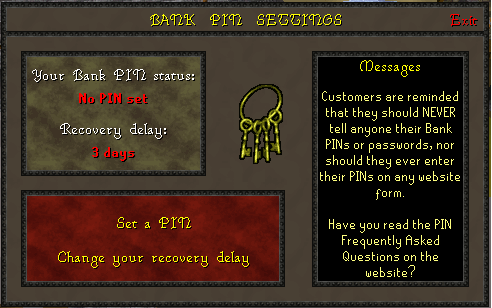 BANK PIN SETTINGS
Exit
Your Bank PIN status:
No PIN set
Recovery delay:
3 days
Set a PIN
Change your recovery delay
Messages
Customers are reminded
that they should NEVER
tell anyone their Bank
PINs or passwords, nor
should they ever enter
their PINs on any website
form.
Have you read the PIN
Frequently Asked
Questions on the
website?